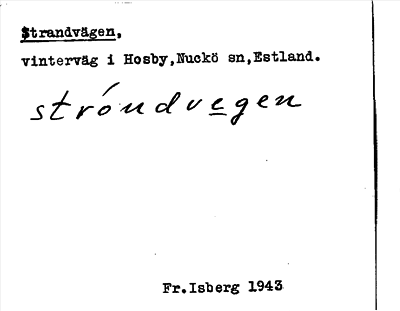 Strandvägen,
vinterväg i Hosby,Nuckö sn,Estland.
stróndvegen
Fr.Isberg 1943